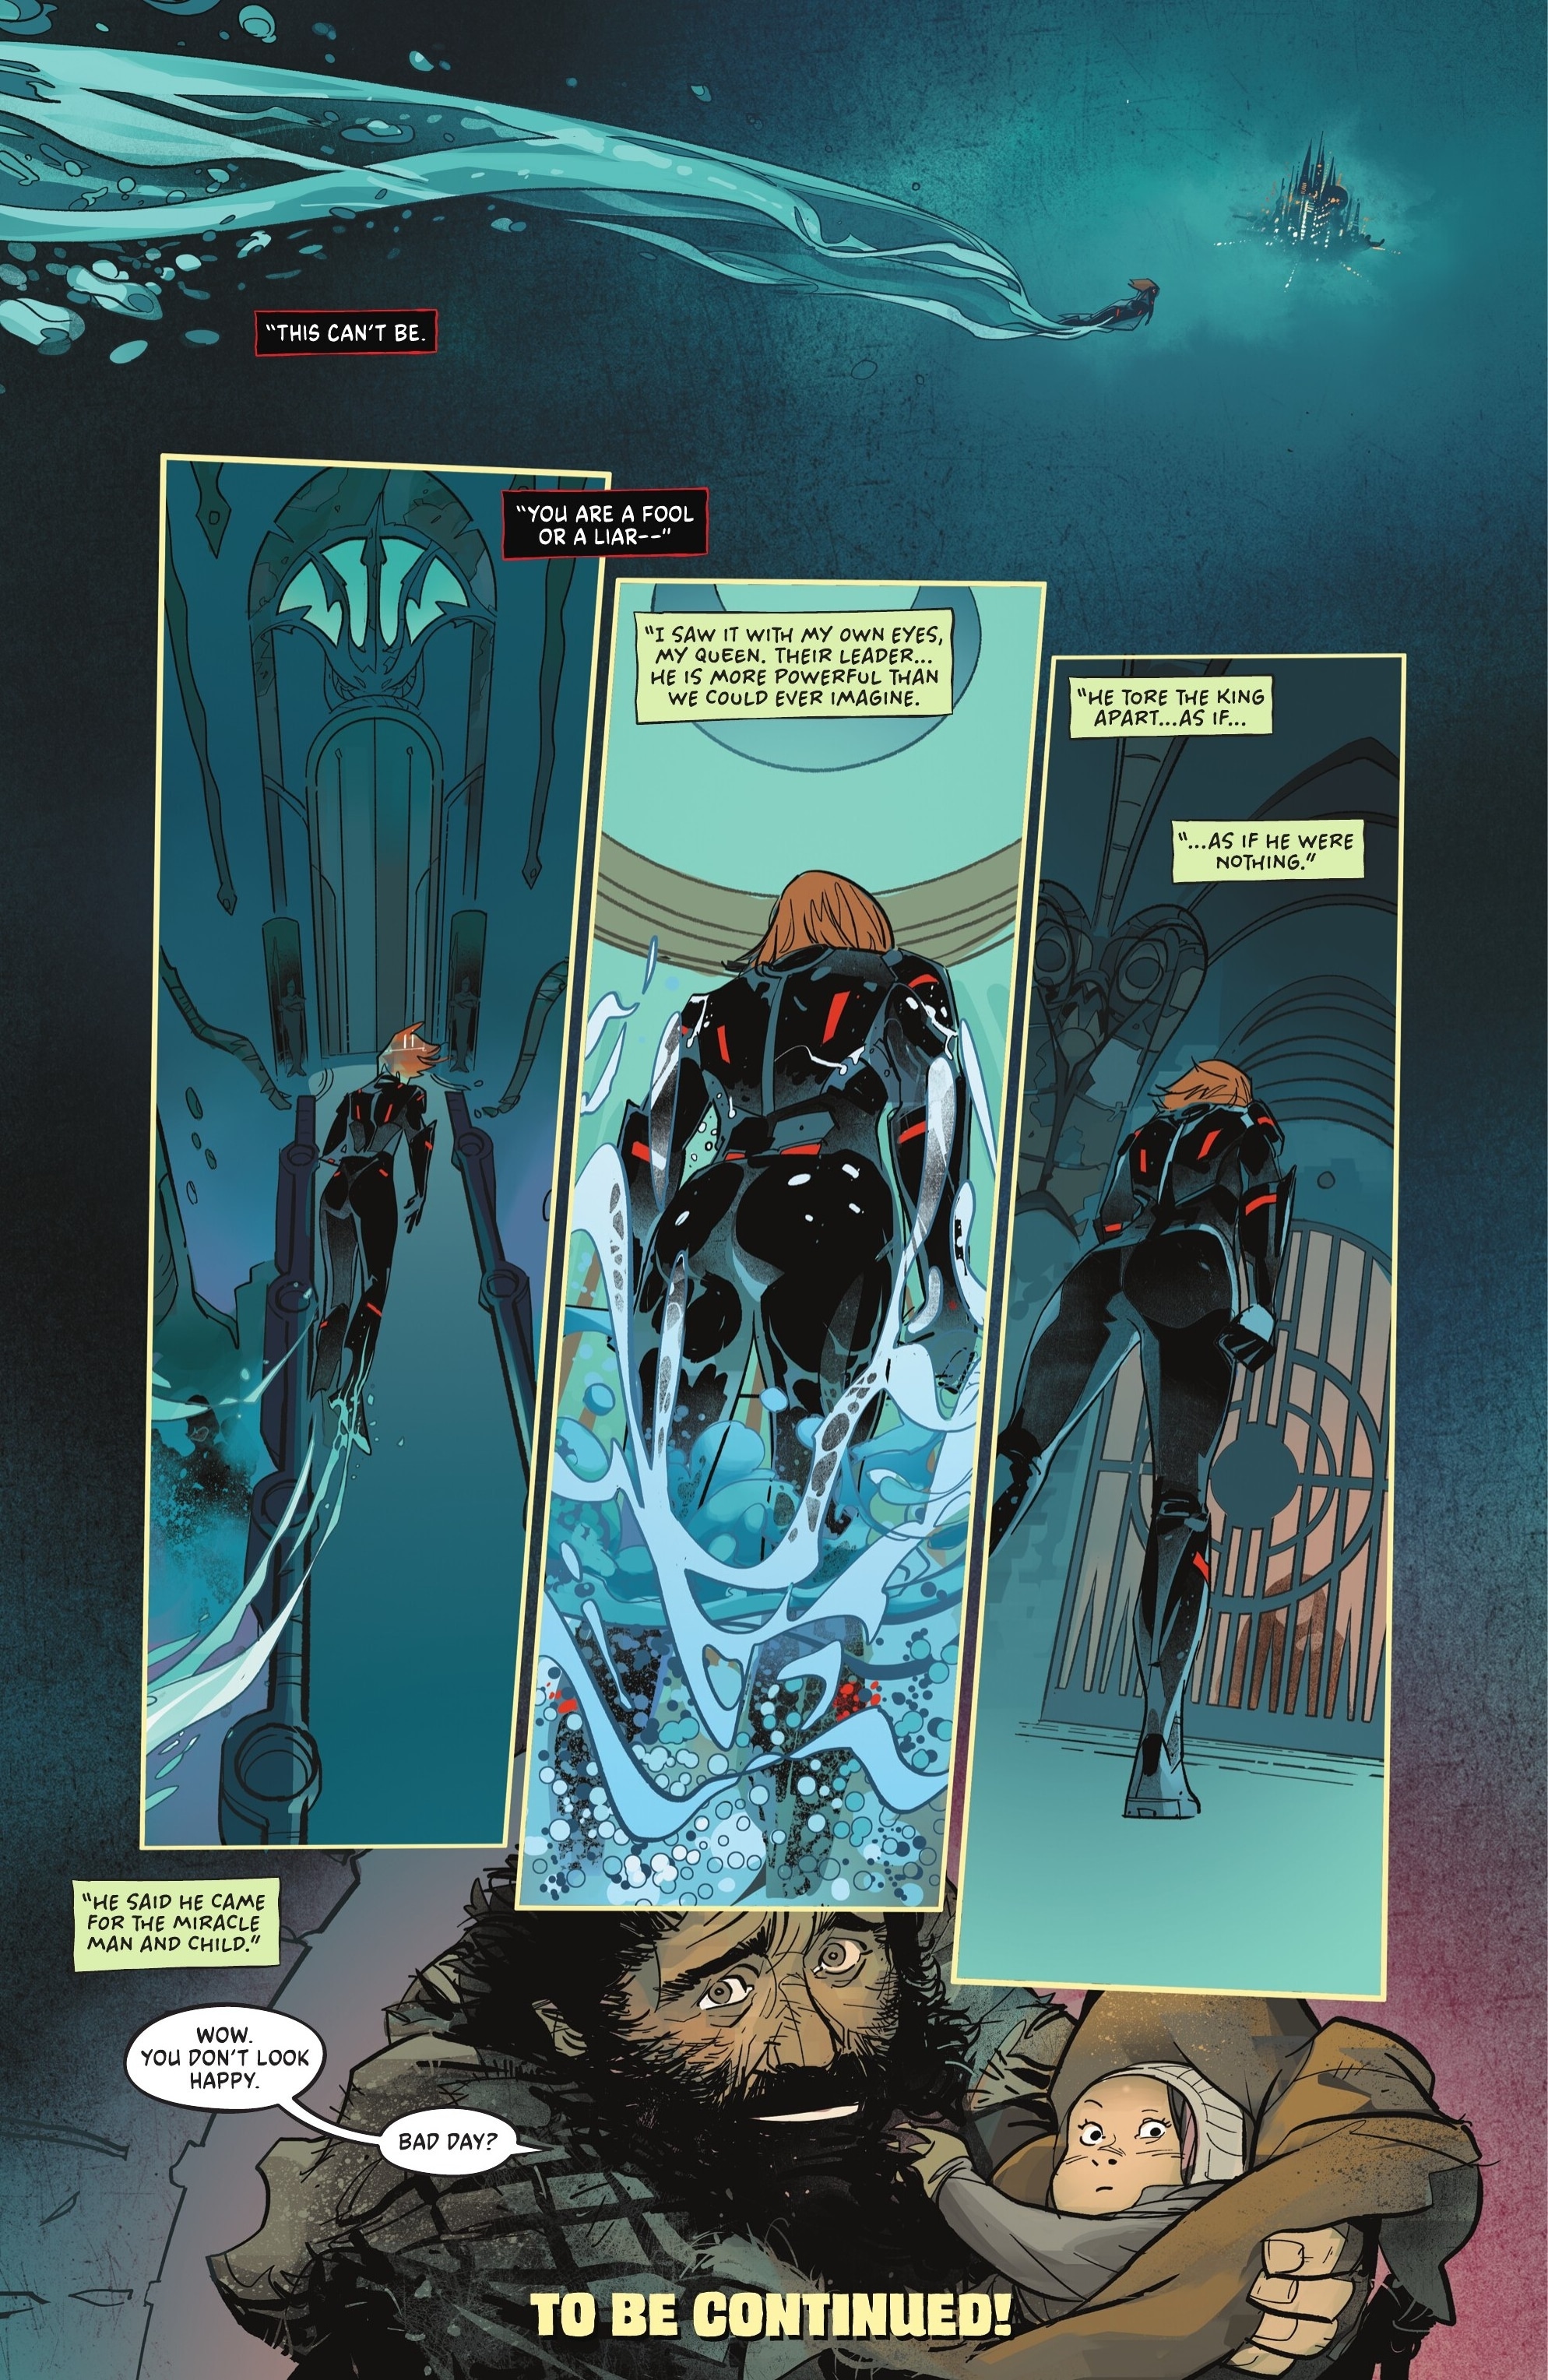 "THIS CAN'T BE.
"YOU ARE A FOOL
OR A LIAR--"
"I SAW IT WITH MY OWN EYES,
MY QUEEN. THEIR LEADER...
HE IS MORE POWERFUL THAN
WE COULD EVER IMAGINE.
"HE TORE THE KING
APART...AS IF...
"...AS IF HE WERE
NOTHING."
"HE SAID HE CAME
FOR THE MIRACLE
MAN AND CHILD."
WOW.
YOU DON'T LOOK
HAPPY.
BAD DAY?
TO BE CONTINUED!